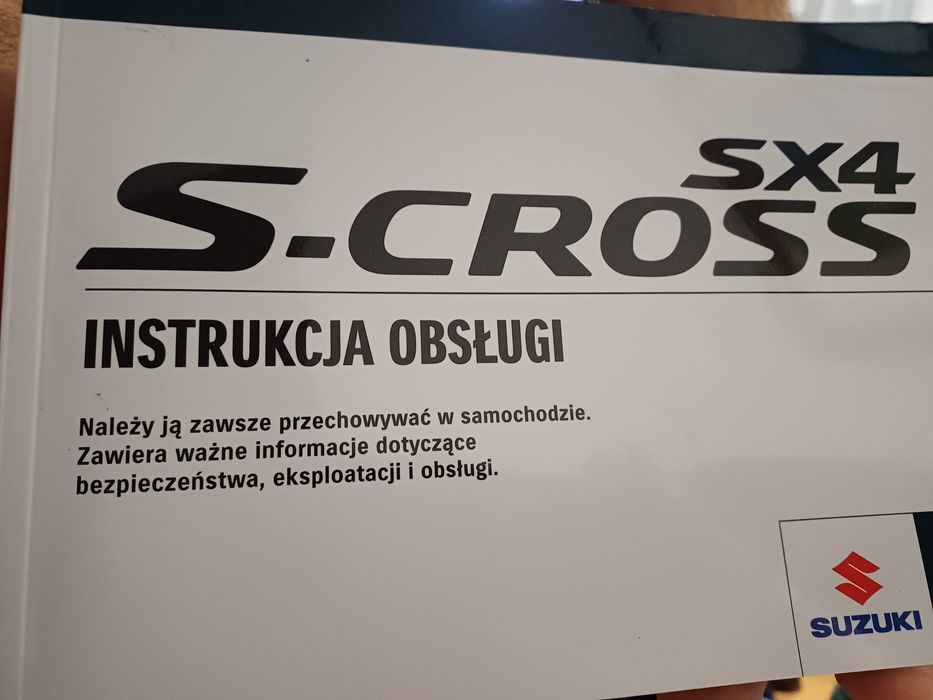 SX4
S-CROSS
INSTRUKCJA OBSŁUGI
Należy ją zawsze przechowywać w samochodzie.
Zawiera ważne informacje dotyczące
bezpieczeństwa, eksploatacji i obsługi.
SUZUKI